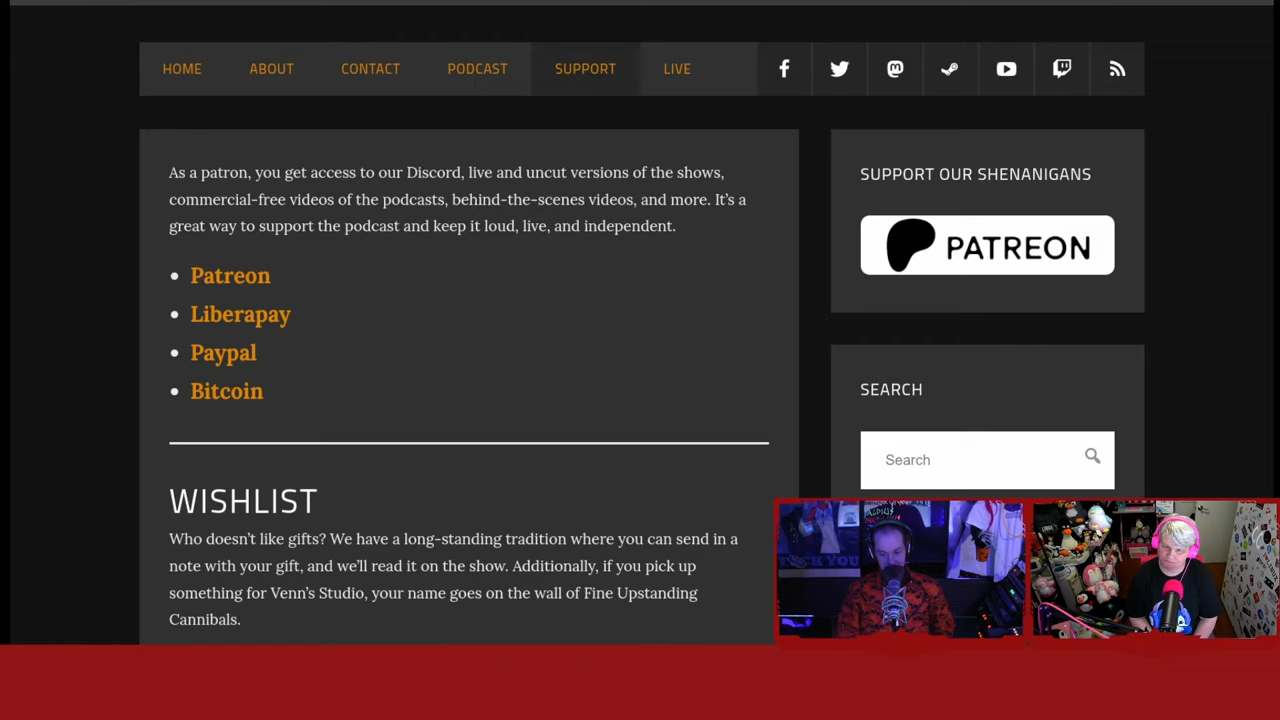 HOME ABOUT CONTACT PODCAST SUPPORT LIVE
As a patron, you get access to our Discord, live and uncut versions of the shows,
commercial-free videos of the podcasts, behind-the-scenes videos, and more. It’s a
great way to support the podcast and keep it loud, live, and independent.
Patreon
Liberapay
Paypal
Bitcoin
WISHLIST
Who doesn’t like gifts? We have a long-standing tradition where you can send in a
note with your gift, and we’ll read it on the show. Additionally, if you pick up
something for Venn’s Studio, your name goes on the wall of Fine Upstanding
Cannibals.
SUPPORT OUR SHENANIGANS
PATREON
SEARCH
Search